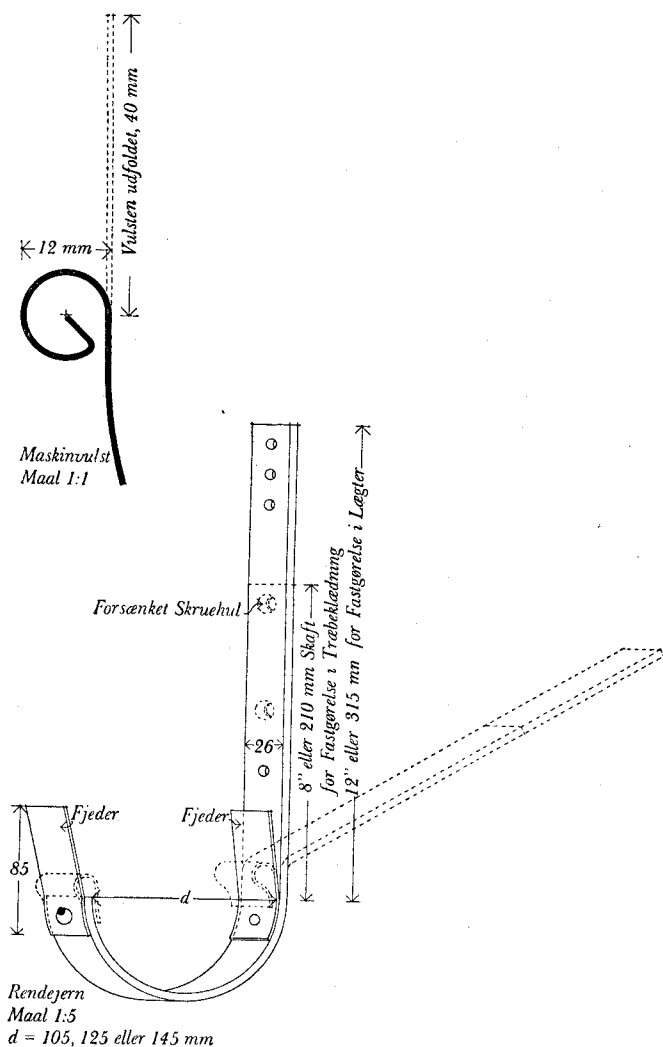 Vulsten udfoldet, 40 mm
12 mm
Maskinvulst
Maal 1:1
Forsænket Skruehul
8" eller 210 mm Skaft
for Fastgørelse i Træbeklædning
12" eller 315 mm for Fastgørelse i Lægter
26
Fjeder
Fjeder
85
d
Rendejern
Maal 1:5
d = 105, 125 eller 145 mm